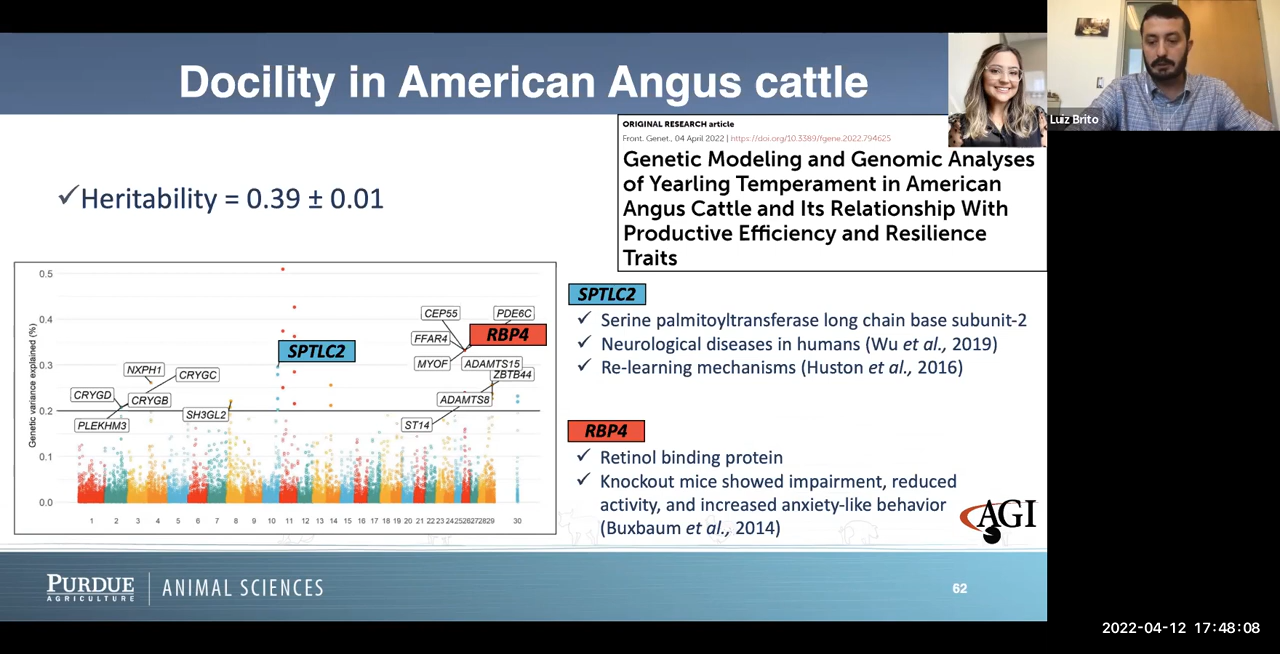 Docility in American Angus cattle
Luiz Brito
ORIGINAL RESEARCH article
Front. Genet., 04 April 2022 | https://doi.org/10.3389/fgene.2022.794625
Genetic Modeling and Genomic Analyses
of Yearling Temperament in American
Angus Cattle and Its Relationship With
Productive Efficiency and Resilience
Traits
✓Heritability = 0.39 ± 0.01
Genetic variance explained (%)
0.5
0.4
0.3
0.2
0.1
0.0
CEP55
PDE6C
FFAR4
RBP4
SPTLC2
MYOF
ADAMTS15
NXPH1
CRYGC
ZBTB44
CRYGD
CRYGB
ADAMTS8
SH3GL2
PLEKHM3
ST14
1 2 3 4 5 6 7 8 9 10 11 12 13 14 15 16 17 18 19 20 21 22 23 24 25 26 27 28 29 30
SPTLC2
✓ Serine palmitoyltransferase long chain base subunit-2
✓ Neurological diseases in humans (Wu et al., 2019)
✓ Re-learning mechanisms (Huston et al., 2016)
RBP4
✓ Retinol binding protein
✓ Knockout mice showed impairment, reduced
activity, and increased anxiety-like behavior
(Buxbaum et al., 2014)
AGI
PURDUE
AGRICULTURE
ANIMAL SCIENCES
62
2022-04-12 17:48:08